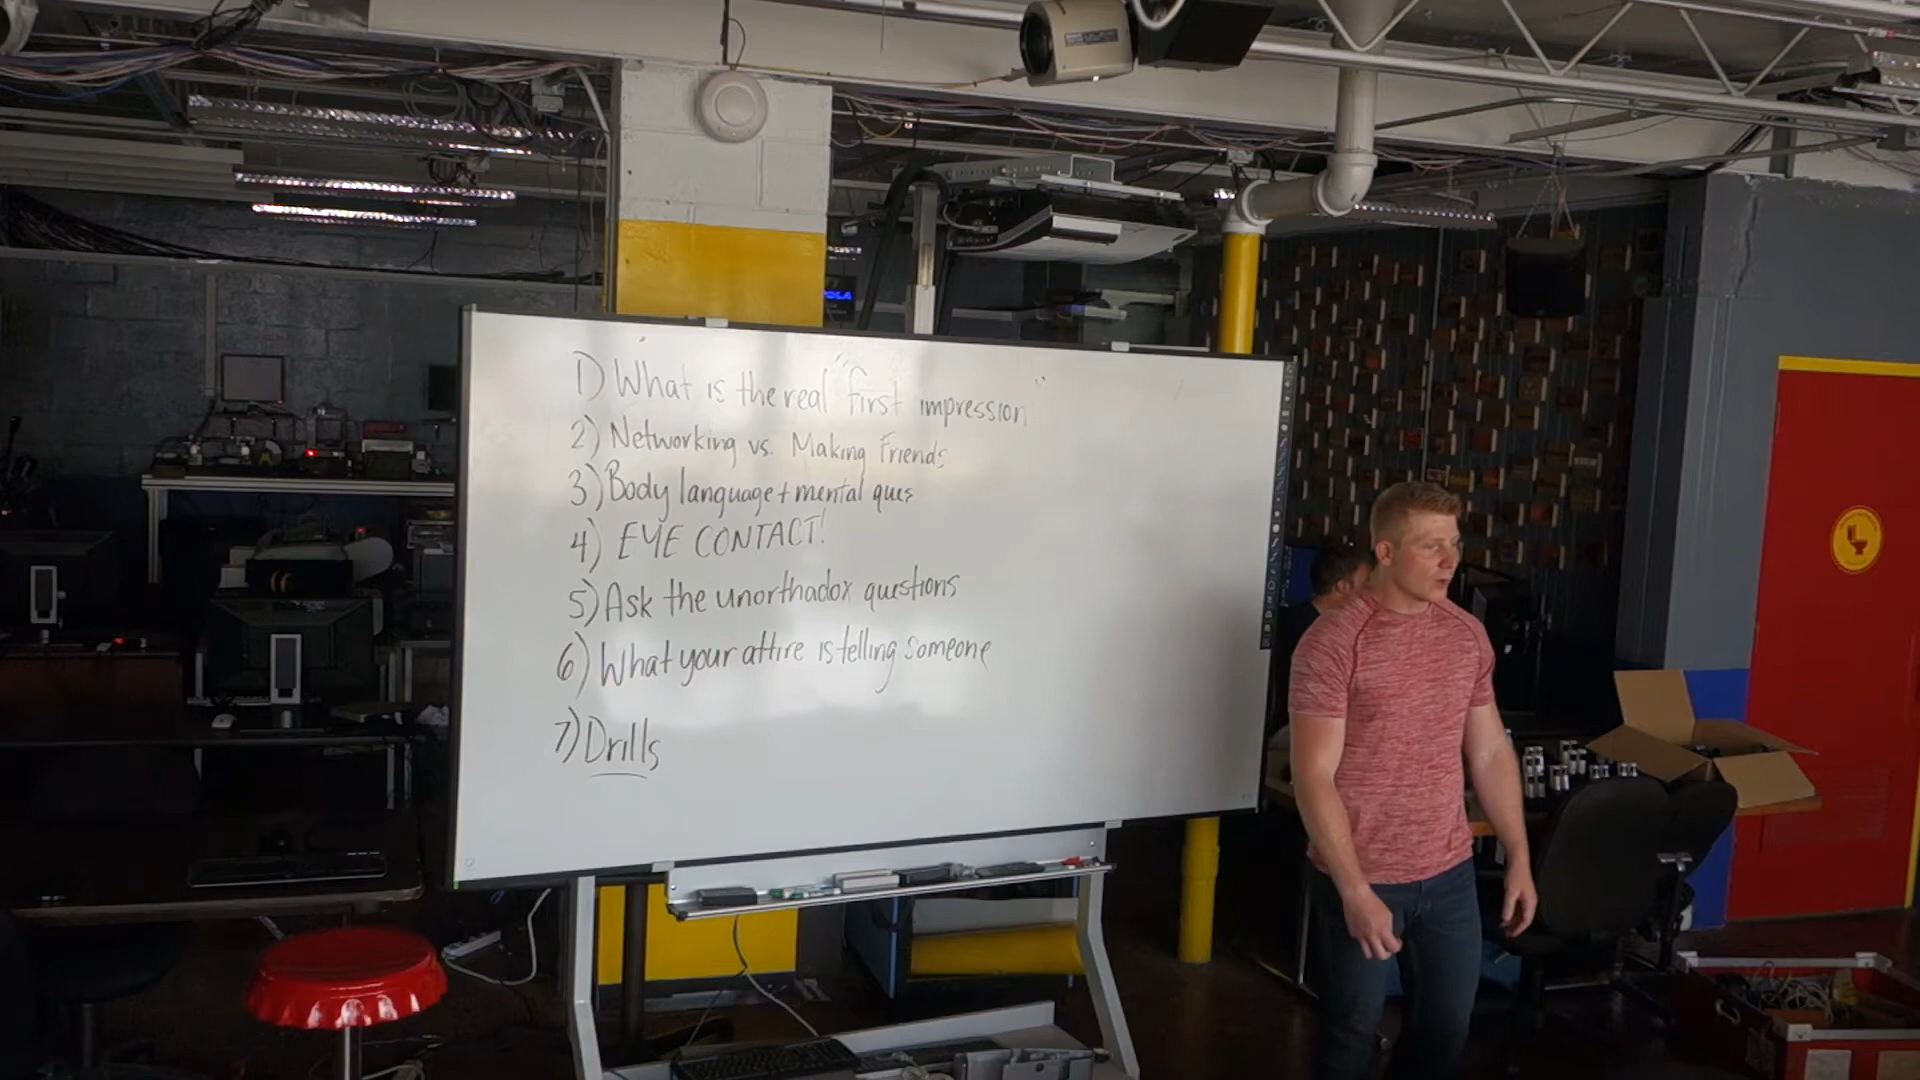 1) What is the real "first impression"
2) Networking vs. Making Friends
3) Body language + mental ques
4) EYE CONTACT!
5) Ask the unorthadox questions
6) What your attire is telling someone
7) Drills